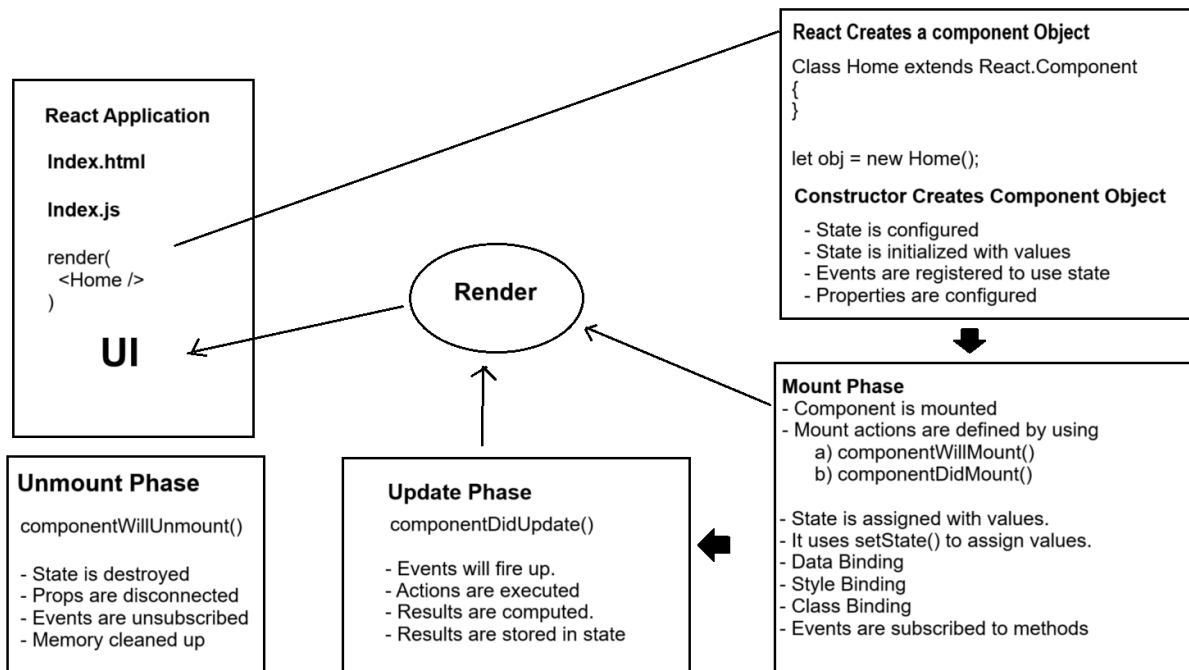 React Application
Index.html
Index.js
render(
<Home />
)
UI
React Creates a component Object
Class Home extends React.Component
{
}
let obj = new Home();
Constructor Creates Component Object
- State is configured
- State is initialized with values
- Events are registered to use state
- Properties are configured
Render
Mount Phase
- Component is mounted
- Mount actions are defined by using
a) componentWillMount()
b) componentDidMount()
- State is assigned with values.
- It uses setState() to assign values.
- Data Binding
- Style Binding
- Class Binding
- Events are subscribed to methods
Update Phase
componentDidUpdate()
- Events will fire up.
- Actions are executed
- Results are computed.
- Results are stored in state
Unmount Phase
componentWillUnmount()
- State is destroyed
- Props are disconnected
- Events are unsubscribed
- Memory cleaned up